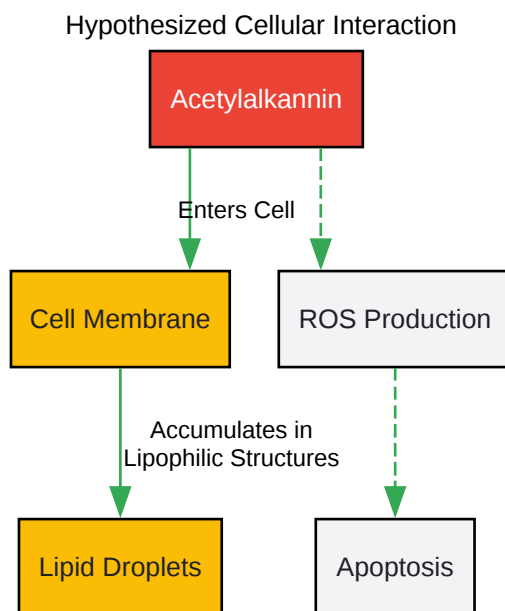 Hypothesized Cellular Interaction
Acetylalkannin
Enters Cell
Cell Membrane
ROS Production
Accumulates in
Lipophilic Structures
Lipid Droplets
Apoptosis